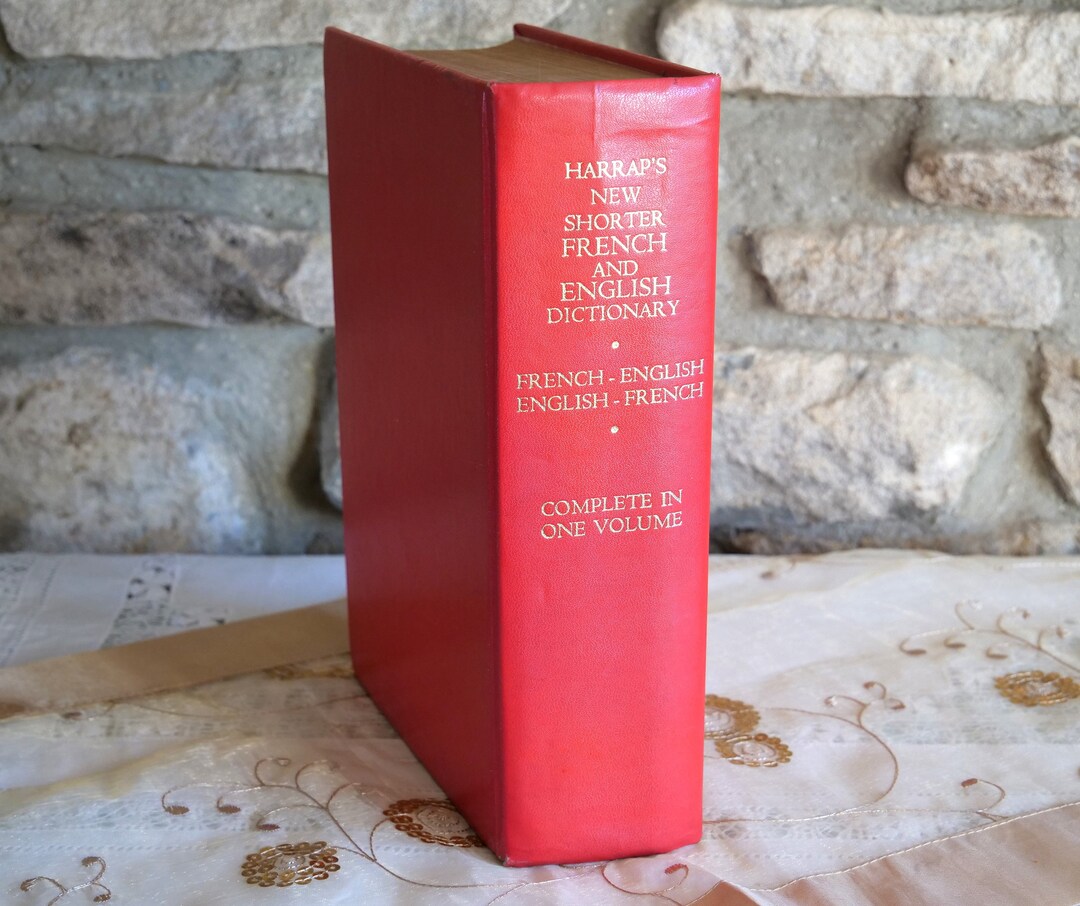 HARRAP'S
NEW
SHORTER
FRENCH
AND
ENGLISH
DICTIONARY
FRENCH - ENGLISH
ENGLISH - FRENCH
COMPLETE IN
ONE VOLUME